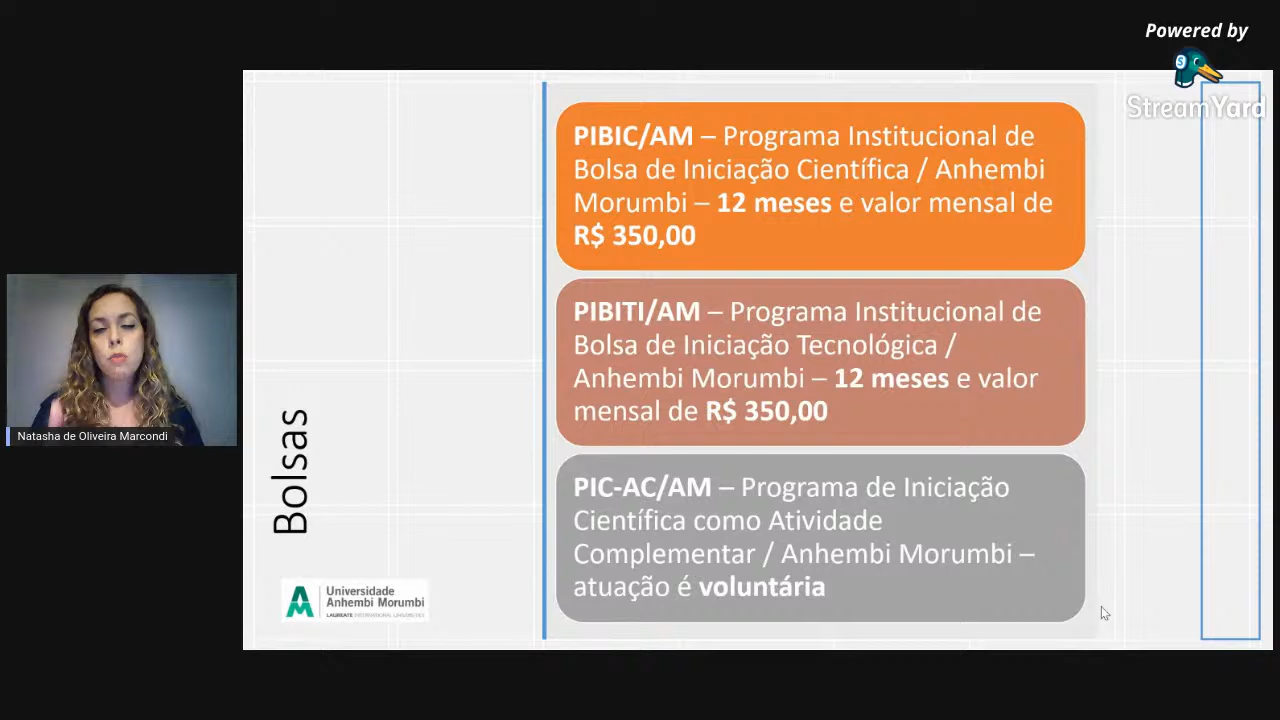 Powered by
StreamYard
PIBIC/AM – Programa Institucional de
Bolsa de Iniciação Científica / Anhembi
Morumbi – 12 meses e valor mensal de
R$ 350,00
PIBITI/AM – Programa Institucional de
Bolsa de Iniciação Tecnológica /
Anhembi Morumbi – 12 meses e valor
mensal de R$ 350,00
PIC-AC/AM – Programa de Iniciação
Científica como Atividade
Complementar / Anhembi Morumbi –
atuação é voluntária
Bolsas
Natasha de Oliveira Marcondi
Universidade
Anhembi Morumbi
LAUREATE INTERNATIONAL UNIVERSITIES